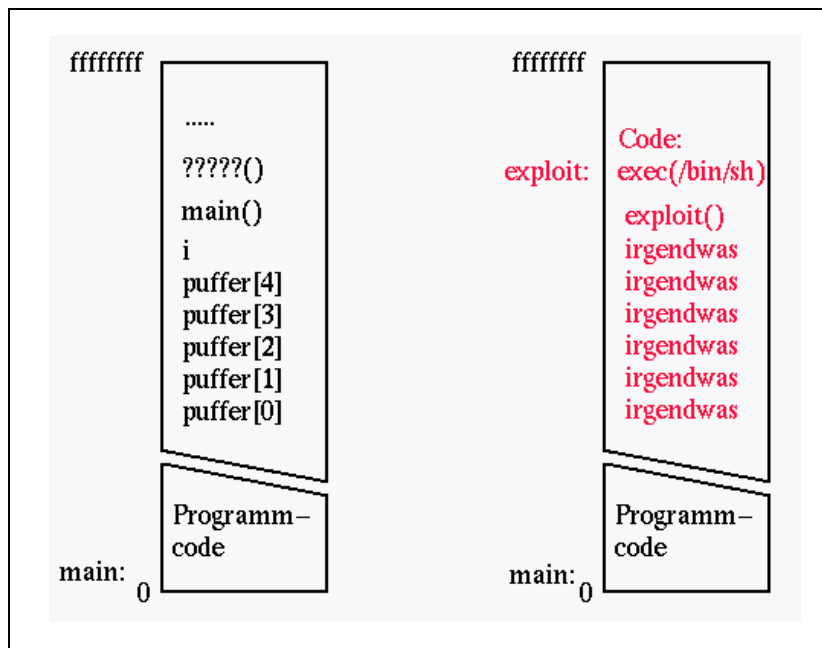 ffffffff
.....
?????()
main()
i
puffer[4]
puffer[3]
puffer[2]
puffer[1]
puffer[0]
Programm–
code
main:
0
ffffffff
Code:
exploit: exec(/bin/sh)
exploit()
irgendwas
irgendwas
irgendwas
irgendwas
irgendwas
irgendwas
Programm–
code
main:
0